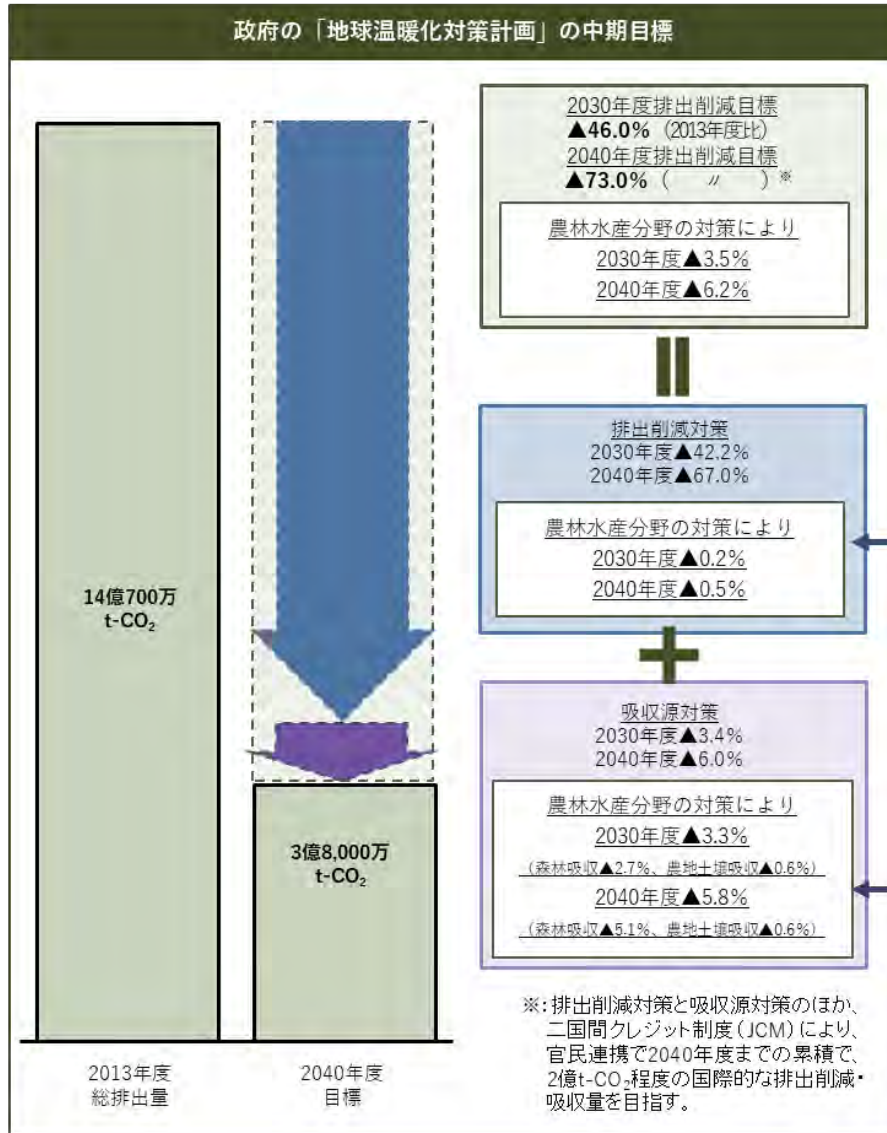 政府の「地球温暖化対策計画」の中期目標
14億700万
t-CO₂
3億8,000万
t-CO₂
2013年度
総排出量
2040年度
目標
2030年度排出削減目標
▲46.0% (2013年度比)
2040年度排出削減目標
▲73.0% ( 〃 )※
農林水産分野の対策により
2030年度▲3.5%
2040年度▲6.2%
排出削減対策
2030年度▲42.2%
2040年度▲67.0%
農林水産分野の対策により
2030年度▲0.2%
2040年度▲0.5%
吸収源対策
2030年度▲3.4%
2040年度▲6.0%
農林水産分野の対策により
2030年度▲3.3%
(森林吸収▲2.7%、農地土壌吸収▲0.6%)
2040年度▲5.8%
(森林吸収▲5.1%、農地土壌吸収▲0.6%)
※:排出削減対策と吸収源対策のほか、
二国間クレジット制度(JCM)により、
官民連携で2040年度までの累積で、
2億t-CO₂程度の国際的な排出削減・
吸収量を目指す。